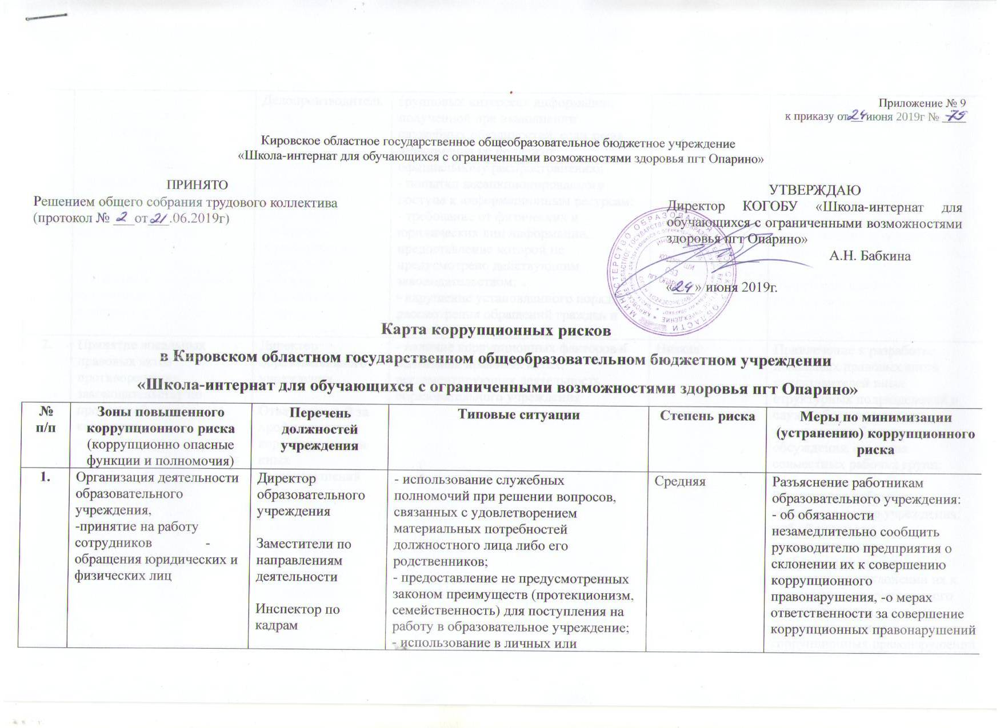 Приложение № 9
к приказу от 24 июня 2019г № 75
Кировское областное государственное общеобразовательное бюджетное учреждение
«Школа-интернат для обучающихся с ограниченными возможностями здоровья пгт Опарино»
ПРИНЯТО
Решением общего собрания трудового коллектива
(протокол № 2 от 21.06.2019г)
УТВЕРЖДАЮ
Директор КОГОБУ «Школа-интернат для
обучающихся с ограниченными возможностями
здоровья пгт Опарино»
А.Н. Бабкина
«24» июня 2019г.
Карта коррупционных рисков
в Кировском областном государственном общеобразовательном бюджетном учреждении
«Школа-интернат для обучающихся с ограниченными возможностями здоровья пгт Опарино»
№
п/п
Зоны повышенного
коррупционного риска
(коррупционно опасные
функции и полномочия)
Перечень
должностей
учреждения
Типовые ситуации
Степень риска
Меры по минимизации
(устранению) коррупционного
риска
1.
Организация деятельности
образовательного
учреждения,
-принятие на работу
сотрудников -
обращения юридических и
физических лиц
Директор
образовательного
учреждения
Заместители по
направлениям
деятельности
Инспектор по
кадрам
- использование служебных
полномочий при решении вопросов,
связанных с удовлетворением
материальных потребностей
должностного лица либо его
родственников;
- предоставление не предусмотренных
законом преимуществ (протекционизм,
семейственность) для поступления на
работу в образовательное учреждение;
- использование в личных или
Средняя
Разъяснение работникам
образовательного учреждения:
- об обязанности
незамедлительно сообщить
руководителю предприятия о
склонении их к совершению
коррупционного
правонарушения, -о мерах
ответственности за совершение
коррупционных правонарушений